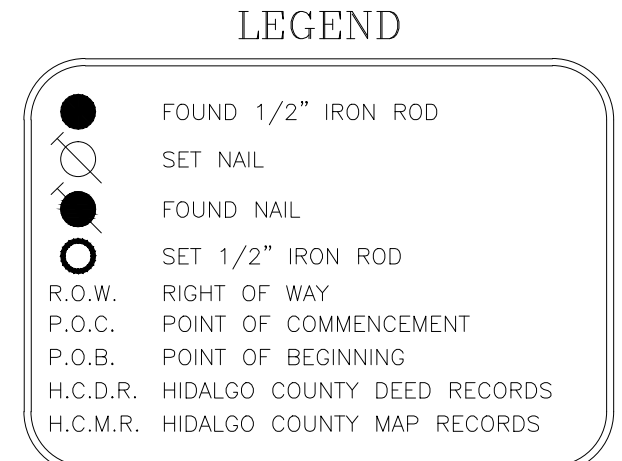 LEGEND
FOUND 1/2" IRON ROD
SET NAIL
FOUND NAIL
SET 1/2" IRON ROD
R.O.W. RIGHT OF WAY
P.O.C. POINT OF COMMENCEMENT
P.O.B. POINT OF BEGINNING
H.C.D.R. HIDALGO COUNTY DEED RECORDS
H.C.M.R. HIDALGO COUNTY MAP RECORDS